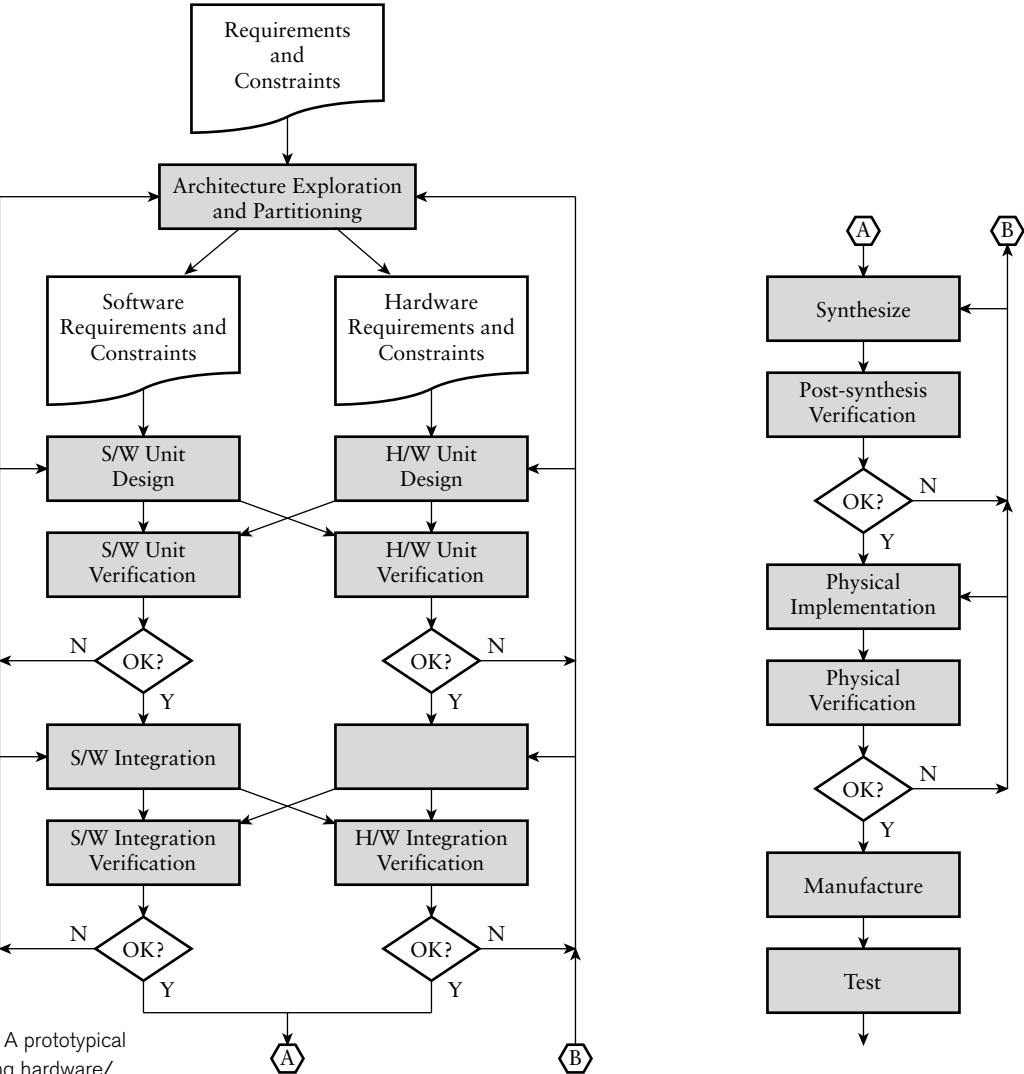 Requirements
and
Constraints
Architecture Exploration
and Partitioning
Software
Requirements and
Constraints
Hardware
Requirements and
Constraints
S/W Unit
Design
H/W Unit
Design
S/W Unit
Verification
H/W Unit
Verification
N
OK?
Y
OK?
N
Y
S/W Integration
S/W Integration
Verification
H/W Integration
Verification
N
OK?
Y
OK?
N
Y
A
B
A prototypical
ng hardware/
A
B
Synthesize
Post-synthesis
Verification
OK?
N
Y
Physical
Implementation
Physical
Verification
OK?
N
Y
Manufacture
Test